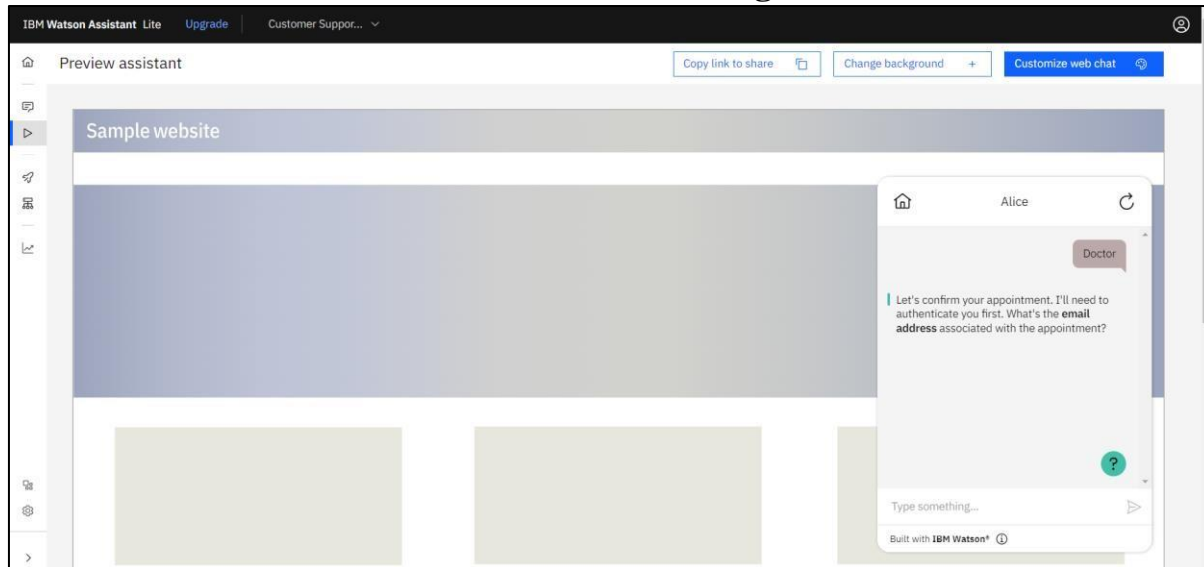 IBM Watson Assistant Lite Upgrade Customer Suppor...
Preview assistant Copy link to share Change background + Customize web chat
Sample website
Alice
Doctor
Let's confirm your appointment. I'll need to
authenticate you first. What's the email
address associated with the appointment?
?
Type something...
Built with IBM Watson®